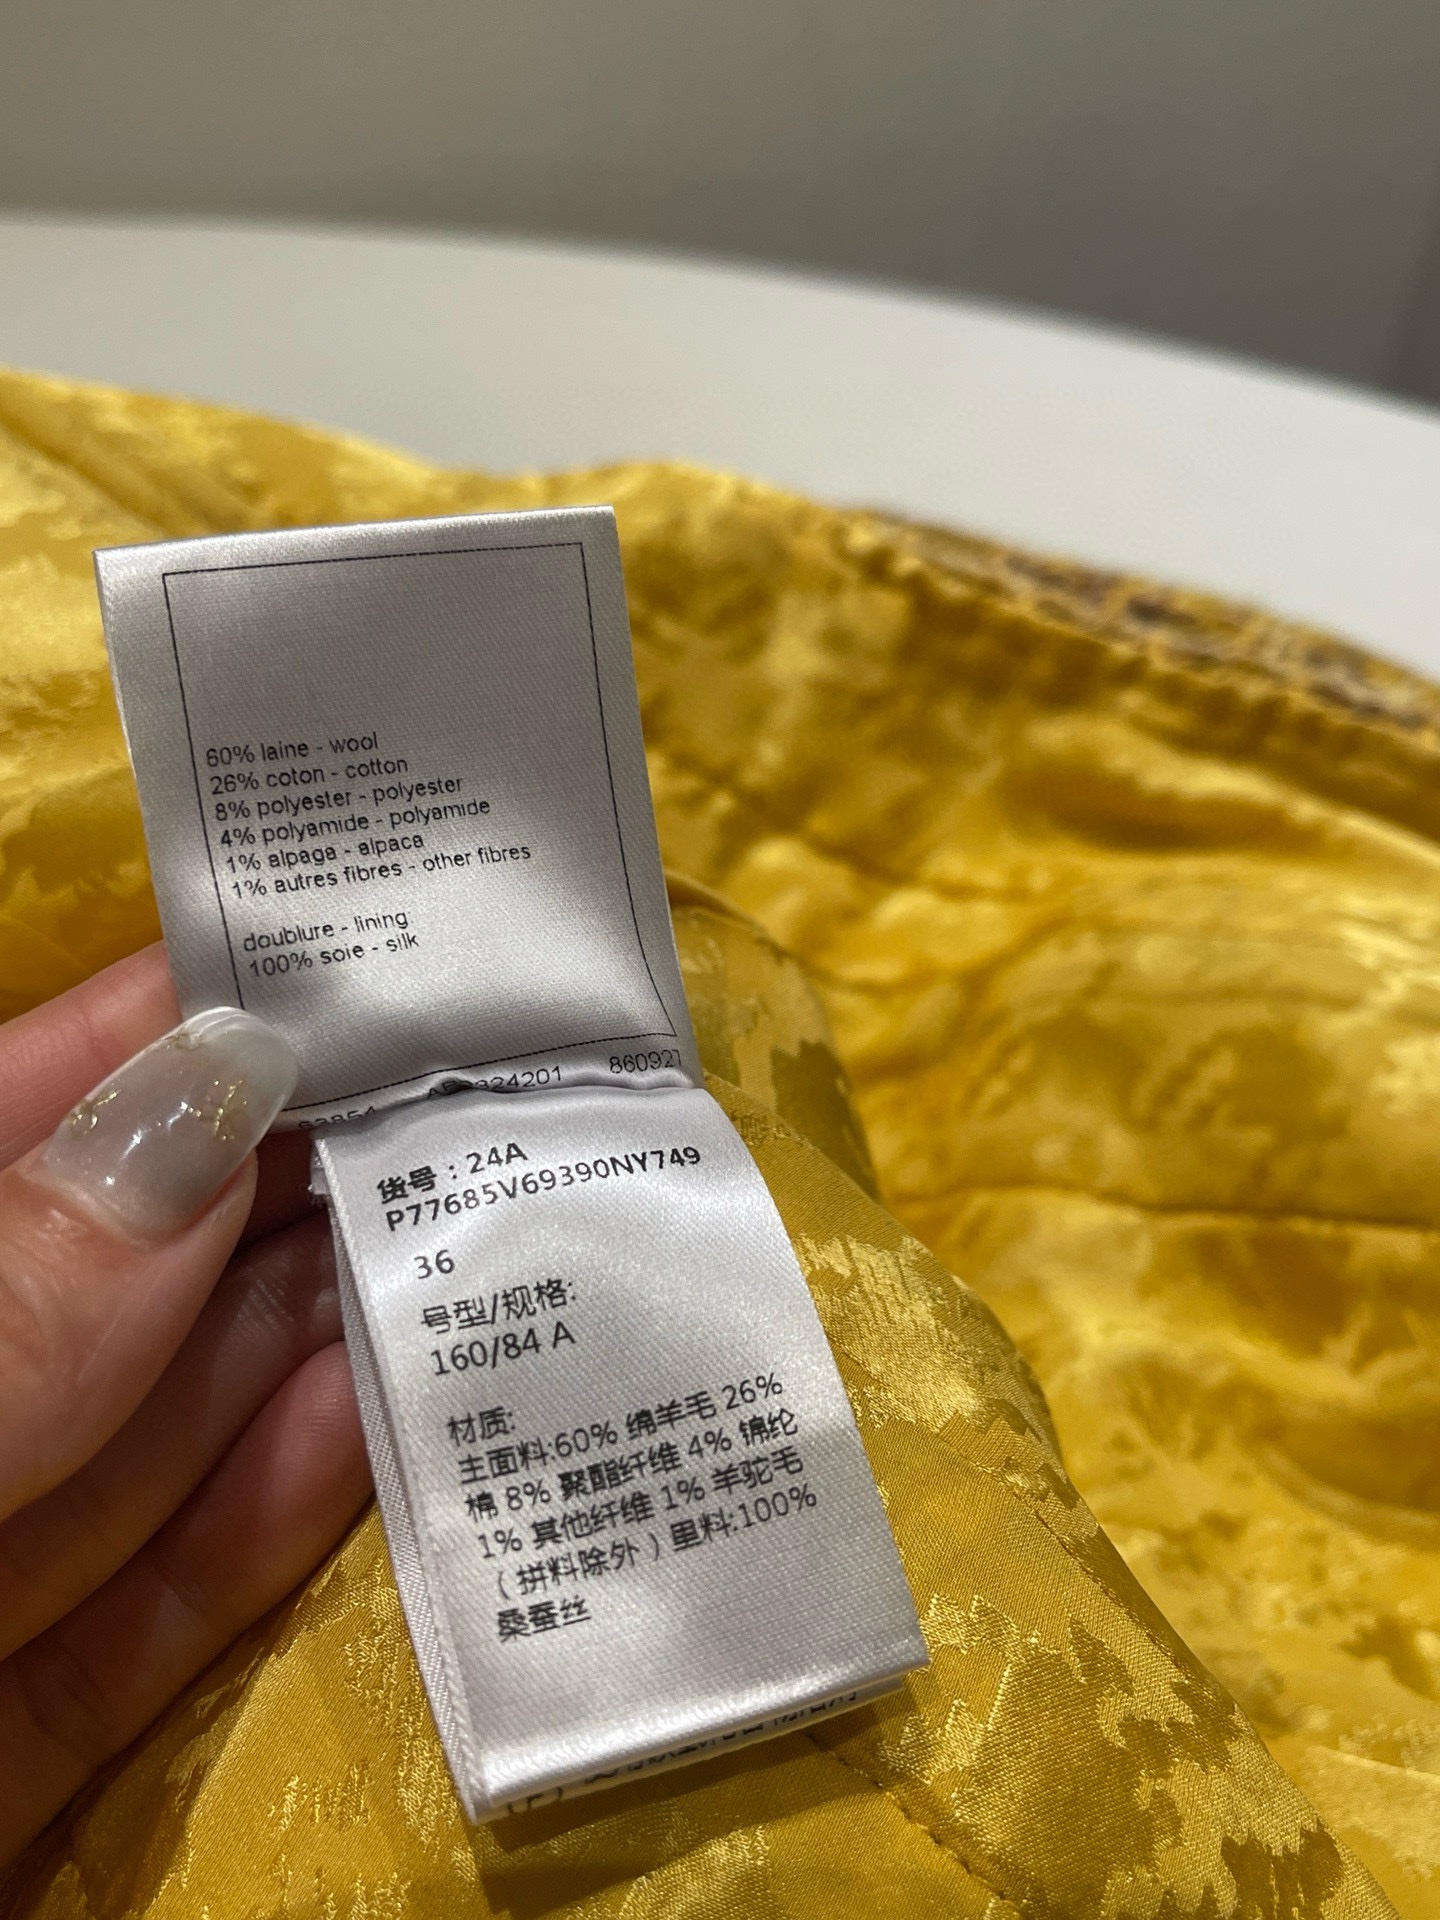 60% laine - wool
26% coton - cotton
8% polyester - polyester
4% polyamide - polyamide
1% alpaga - alpaca
1% autres fibres - other fibres
doublure - lining:
100% soie - silk
860927
货号：24A
P77685V69390NY749
36
号型/规格:
160/84 A
材质:
主面料:60% 绵羊毛 26%
棉 8% 聚酯纤维 4% 锦纶
1% 其他纤维 1% 羊驼毛
（拼料除外）里料:100%
桑蚕丝